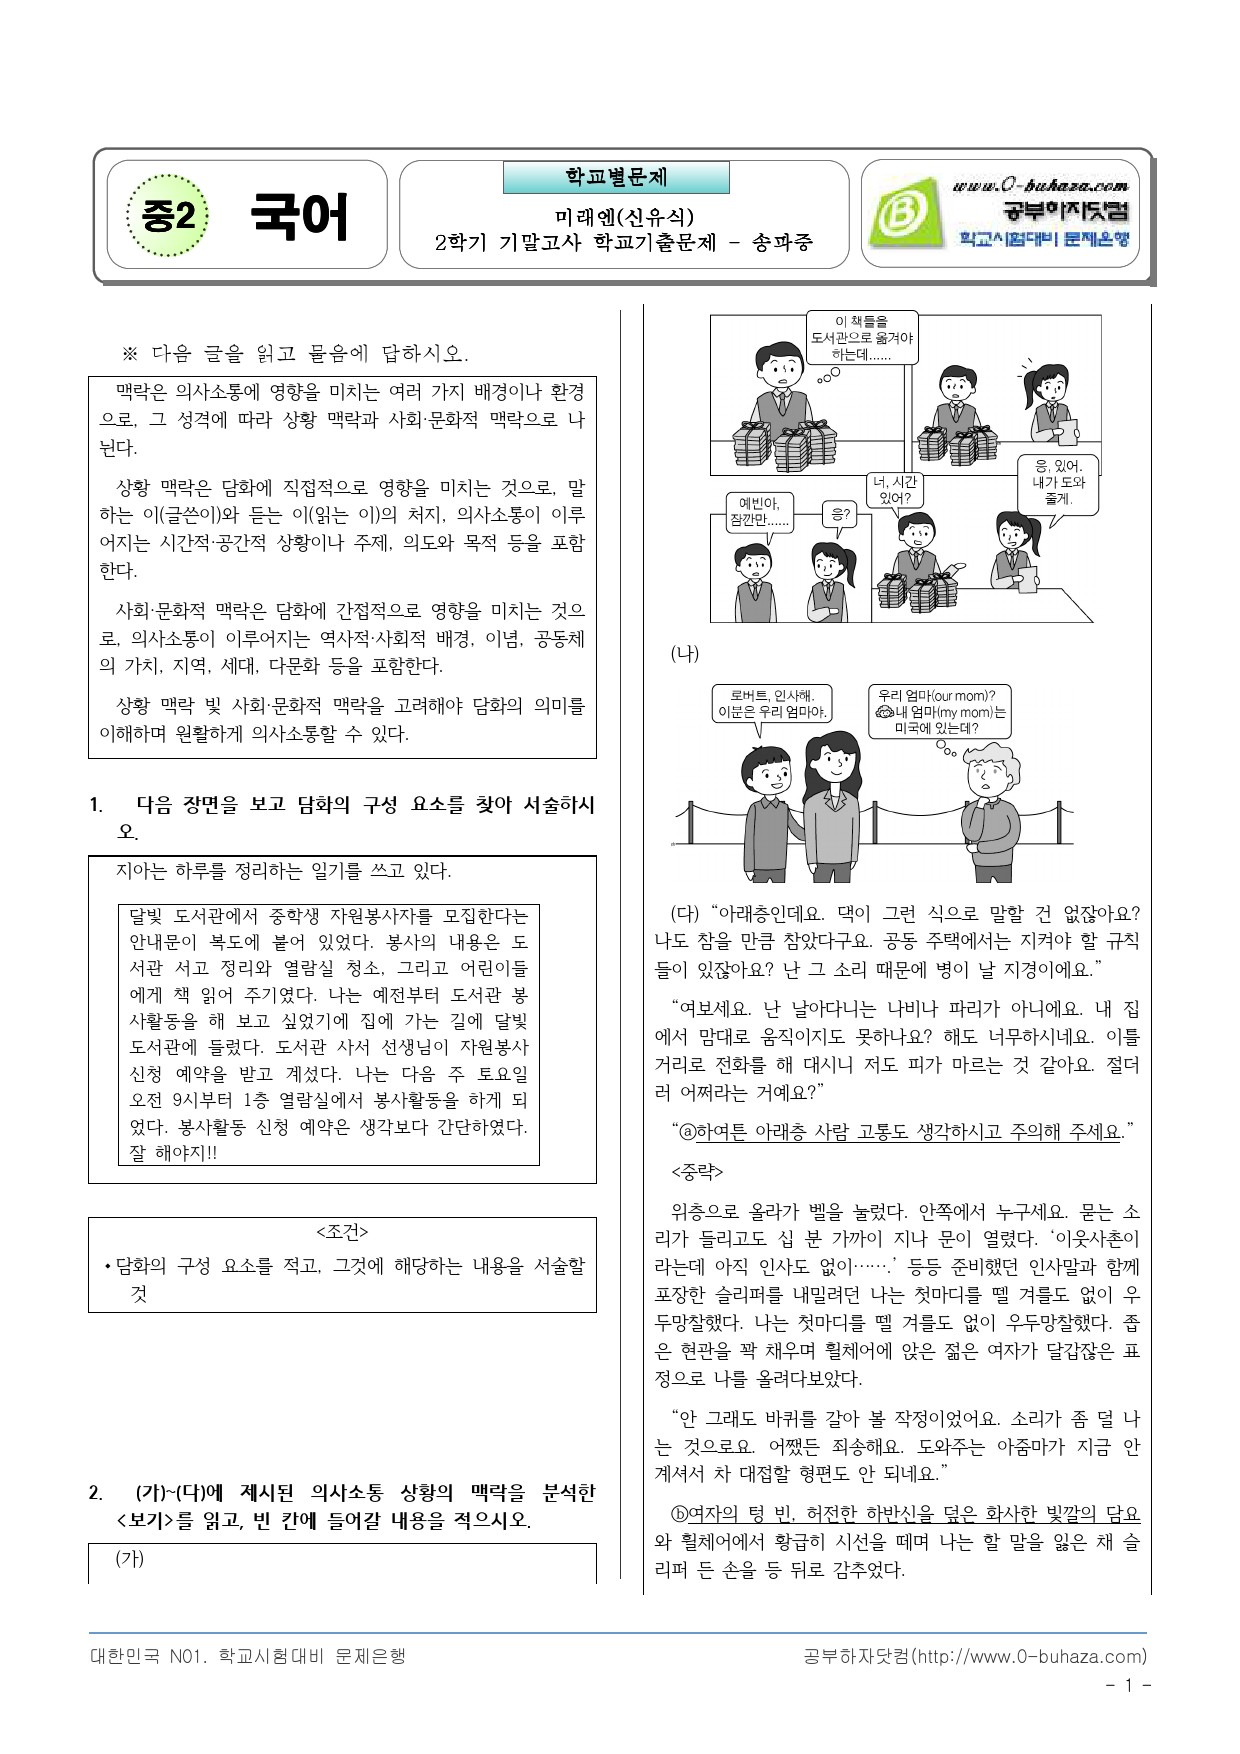 중2 국어
학교별문제
미래엔(신유식)
2학기 기말고사 학교기출문제 - 송파중
www.0-buhaza.com
공부하자닷컴
학교시험대비 문제은행
※ 다음 글을 읽고 물음에 답하시오.
맥락은 의사소통에 영향을 미치는 여러 가지 배경이나 환경
으로, 그 성격에 따라 상황 맥락과 사회·문화적 맥락으로 나
뉜다.
상황 맥락은 담화에 직접적으로 영향을 미치는 것으로, 말
하는 이(글쓴이)와 듣는 이(읽는 이)의 처지, 의사소통이 이루
어지는 시간적·공간적 상황이나 주제, 의도와 목적 등을 포함
한다.
사회·문화적 맥락은 담화에 간접적으로 영향을 미치는 것으
로, 의사소통이 이루어지는 역사적·사회적 배경, 이념, 공동체
의 가치, 지역, 세대, 다문화 등을 포함한다.
상황 맥락 빛 사회·문화적 맥락을 고려해야 담화의 의미를
이해하며 원활하게 의사소통할 수 있다.
1. 다음 장면을 보고 담화의 구성 요소를 찾아 서술하시
오.
지아는 하루를 정리하는 일기를 쓰고 있다.
달빛 도서관에서 중학생 자원봉사자를 모집한다는
안내문이 복도에 붙어 있었다. 봉사의 내용은 도
서관 서고 정리와 열람실 청소, 그리고 어린이들
에게 책 읽어 주기였다. 나는 예전부터 도서관 봉
사활동을 해 보고 싶었기에 집에 가는 길에 달빛
도서관에 들렀다. 도서관 사서 선생님이 자원봉사
신청 예약을 받고 계셨다. 나는 다음 주 토요일
오전 9시부터 1층 열람실에서 봉사활동을 하게 되
었다. 봉사활동 신청 예약은 생각보다 간단하였다.
잘 해야지!!
<조건>
•담화의 구성 요소를 적고, 그것에 해당하는 내용을 서술할
것
2. (가)~(다)에 제시된 의사소통 상황의 맥락을 분석한
<보기>를 읽고, 빈 칸에 들어갈 내용을 적으시오.
(가)
이 책들을
도서관으로 옮겨야
하는데......
예빈아,
잠깐만......
응?
너, 시간
있어?
응, 있어.
내가 도와
줄게.
(나)
로버트, 인사해.
이분은 우리 엄마야.
우리 엄마(our mom)?
내 엄마(my mom)는
미국에 있는데?
(다) “아래층인데요. 댁이 그런 식으로 말할 건 없잖아요?
나도 참을 만큼 참았다구요. 공동 주택에서는 지켜야 할 규칙
들이 있잖아요? 난 그 소리 때문에 병이 날 지경이에요.”
“여보세요. 난 날아다니는 나비나 파리가 아니에요. 내 집
에서 맘대로 움직이지도 못하나요? 해도 너무하시네요. 이틀
거리로 전화를 해 대시니 저도 피가 마르는 것 같아요. 절더
러 어쩌라는 거예요?”
“ⓐ하여튼 아래층 사람 고통도 생각하시고 주의해 주세요.”
<중략>
위층으로 올라가 벨을 눌렀다. 안쪽에서 누구세요. 묻는 소
리가 들리고도 십 분 가까이 지나 문이 열렸다. ‘이웃사촌이
라는데 아직 인사도 없이…….’ 등등 준비했던 인사말과 함께
포장한 슬리퍼를 내밀려던 나는 첫마디를 뗄 겨를도 없이 우
두망찰했다. 나는 첫마디를 뗄 겨를도 없이 우두망찰했다. 좁
은 현관을 꽉 채우며 휠체어에 앉은 젊은 여자가 달갑잖은 표
정으로 나를 올려다보았다.
“안 그래도 바퀴를 갈아 볼 작정이었어요. 소리가 좀 덜 나
는 것으로요. 어쨌든 죄송해요. 도와주는 아줌마가 지금 안
계셔서 차 대접할 형편도 안 되네요.”
ⓑ여자의 텅 빈, 허전한 하반신을 덮은 화사한 빛깔의 담요
와 휠체어에서 황급히 시선을 떼며 나는 할 말을 잃은 채 슬
리퍼 든 손을 등 뒤로 감추었다.
대한민국 N01. 학교시험대비 문제은행
공부하자닷컴(http://www.0-buhaza.com)
- 1 -